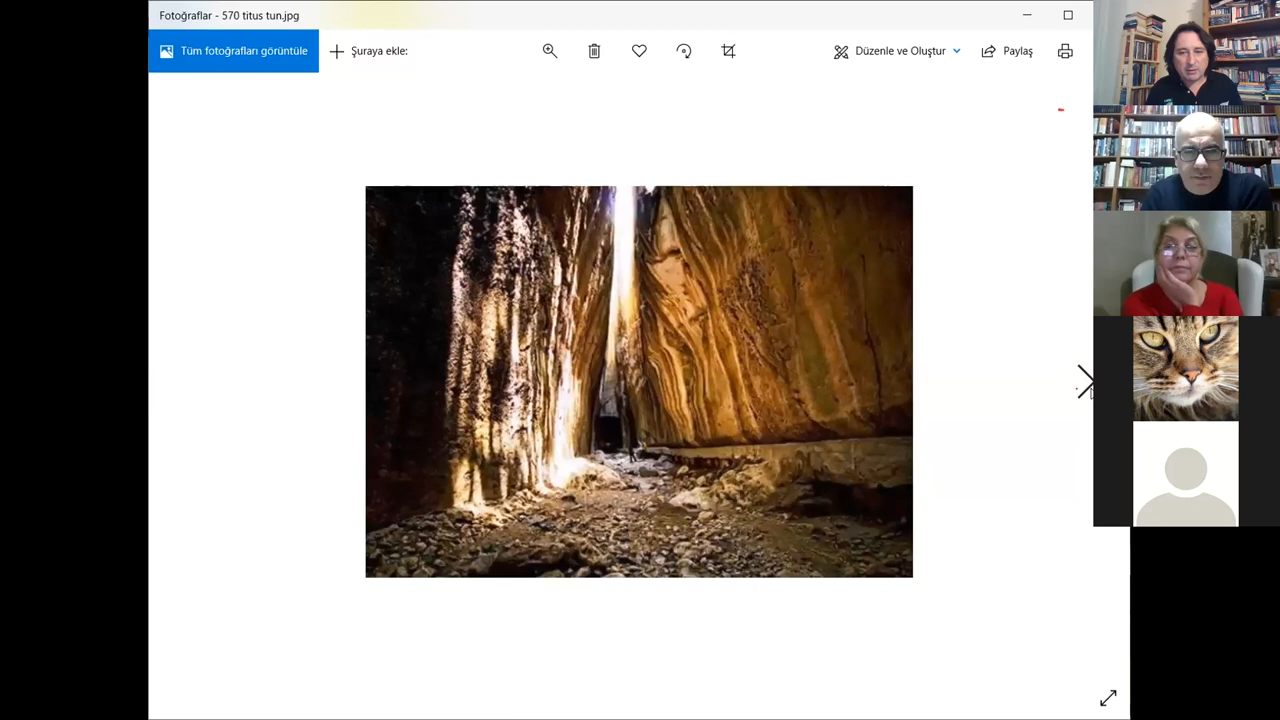 Fotoğraflar - 570 titus tun.jpg
Tüm fotoğrafları görüntüle
Şuraya ekle:
Düzenle ve Oluştur
Paylaş